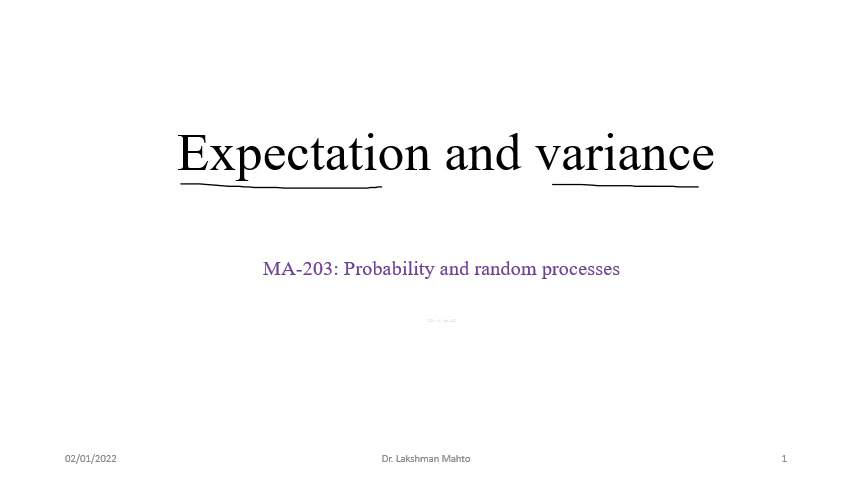 Expectation and variance
MA-203: Probability and random processes
02/01/2022 Dr. Lakshman Mahto 1